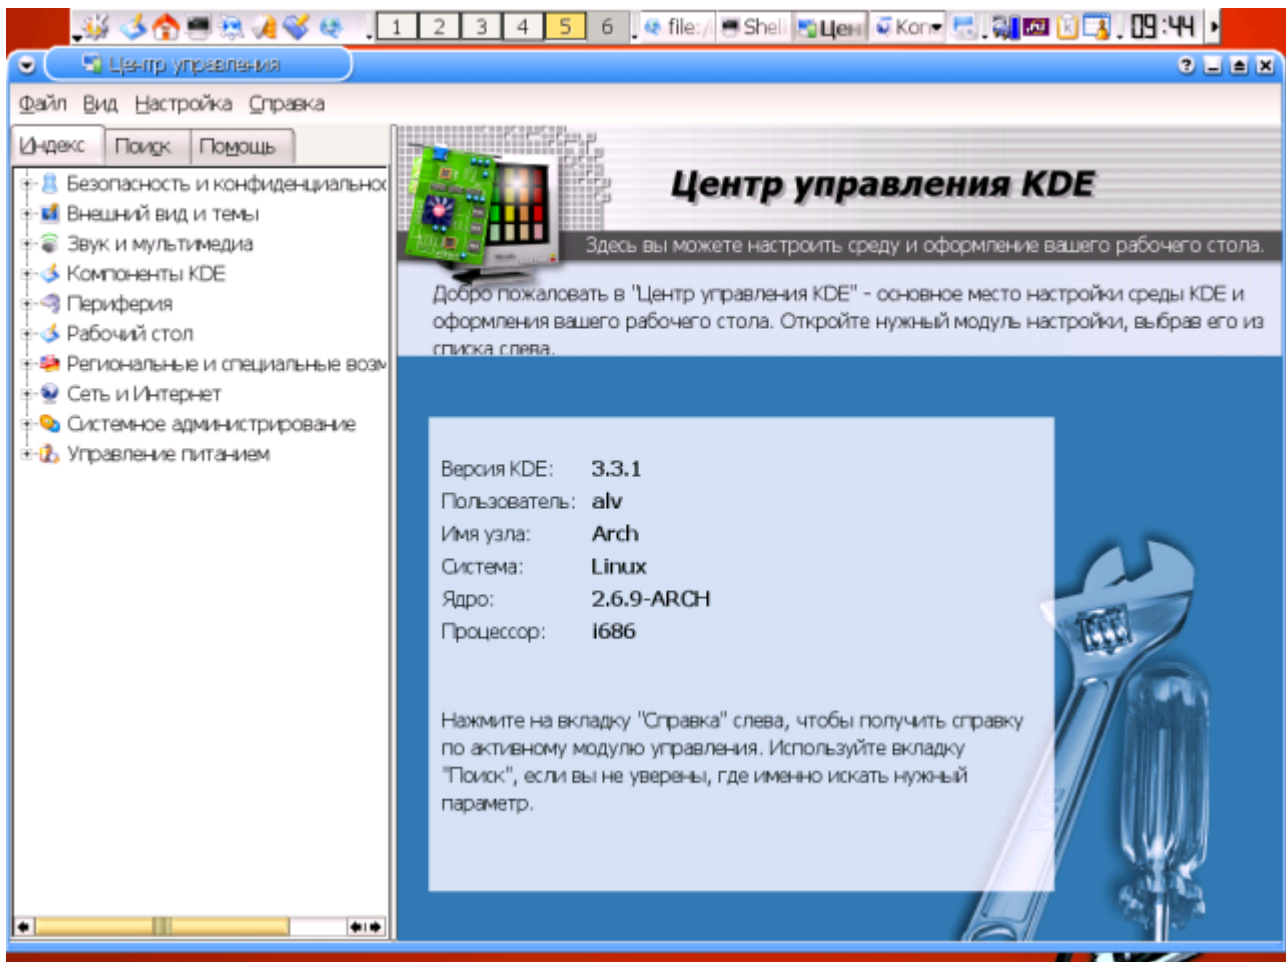 1 2 3 4 5 6 file:/ Shell Цен Кол 09:44
Центр управления
Файл Вид Настройка Справка
Индекс Поиск Помощь
Безопасность и конфиденциальнос
Внешний вид и темы
Звук и мультимедиа
Компоненты KDE
Периферия
Рабочий стол
Региональные и специальные возм
Сеть и Интернет
Системное администрирование
Управление питанием
Центр управления KDE
Здесь вы можете настроить среду и оформление вашего рабочего стола.
Добро пожаловать в "Центр управления KDE" - основное место настройки среды KDE и
оформления вашего рабочего стола. Откройте нужный модуль настройки, выбрав его из
списка слева.
Версия KDE: 3.3.1
Пользователь: alv
Имя узла: Arch
Система: Linux
Ядро: 2.6.9-ARCH
Процессор: i686
Нажмите на вкладку "Справка" слева, чтобы получить справку
по активному модулю управления. Используйте вкладку
"Поиск", если вы не уверены, где именно искать нужный
параметр.